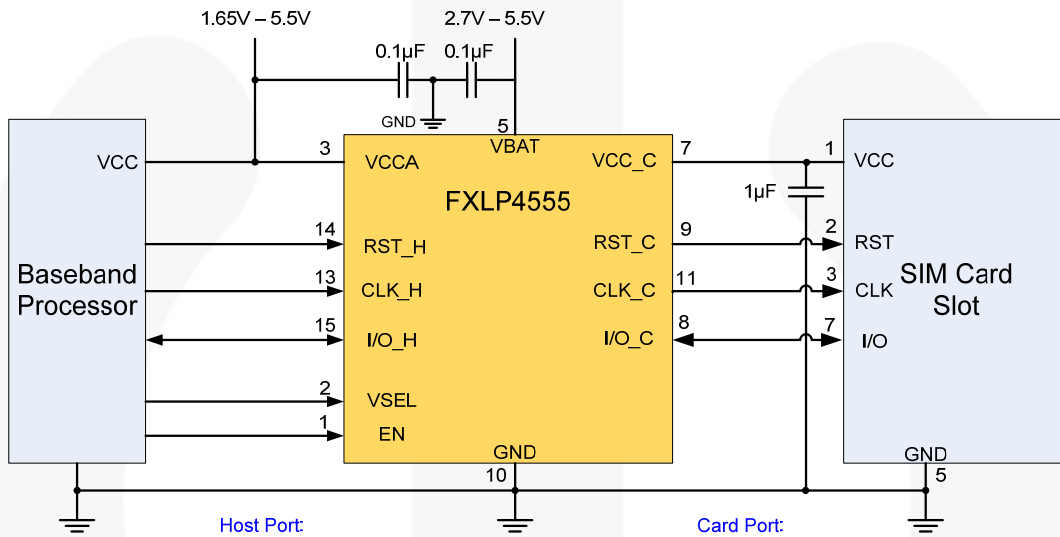 1.65V – 5.5V
2.7V – 5.5V
0.1µF
0.1µF
GND
5
VBAT
VCC
3
VCCA
VCC_C
7
1
VCC
FXLP4555
1µF
14
RST_H
RST_C
9
2
RST
Baseband
Processor
13
CLK_H
CLK_C
11
3
CLK
SIM Card
Slot
15
I/O_H
I/O_C
8
7
I/O
2
VSEL
1
EN
GND
10
GND
5
Host Port:
Card Port: